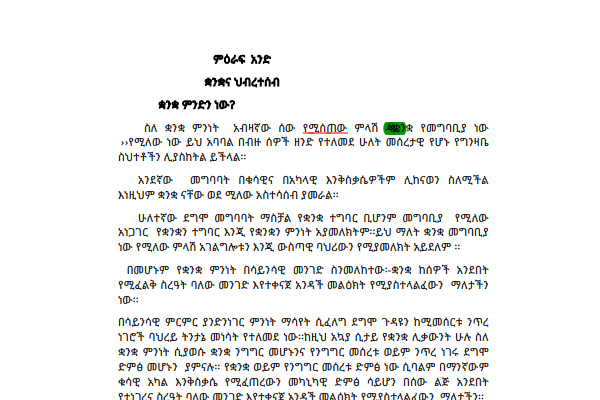 ምዕራፍ አንድ
ቋንቋና ህብረተሰብ
ቋንቋ ምንድን ነው?
ስለ ቋንቋ ምንነት አብዛኛው ሰው የሚሰጠው ምላሽ የመግባቢያ ነው
››የሚለው ነው ይህ አባባል በብዙ ሰዎች ዘንድ የተለመደ ሁለት መሰረታዊ የሆኑ የግንዛቤ
ስህተቶችን ሊያስከትል ይችላል።
አንደኛው መግባባት በቁሳዊና በአካላዊ እንቅስቃሴዎችም ሊከናወን ስለሚችል
እነዚህም ቋንቋ ናቸው ወደ ሚለው አስተሳሰብ ያመራል።
ሁለተኛው ደግሞ መግባባት ማስቻል የቋንቋ ተግባር ቢሆንም መግባቢያ የሚለው
አነጋገር የቋንቋን ተግባር እንጂ የቋንቋን ምንነት አያመለክትም።ይህ ማለት ቋንቋ መግባቢያ
ነው የሚለው ምላሽ አገልግሎቱን እንጂ ውስጣዊ ባህሪውን የሚያመለክት አይደለም ።
በመሆኑም የቋንቋ ምንነት በሳይንሳዊ መንገድ ስንመለከተው፡-ቋንቋ ከሰዎች አንደበት
የሚፈልቅ ስረዓት ባለው መንገድ እየተቀናጀ አንዳች መልዕክት የሚያስተላልፈውን ማለታችን
ነው።
በሳይንሳዊ ምርምር ያንድንነገር ምንነት ማሳየት ሲፈለግ ደግሞ ጉዳዩን ከሚመሰርቱ ንጥረ
ነገሮች ባህረይ ትንታኔ መነሳት የተለመደ ነው።ከዚህ አኳያ ሲታይ የቋንቋ ሊቃውንት ሁሉ ስለ
ቋንቋ ምንነት ሲያወሱ ቋንቋ ንግግር መሆኑንና የንግግር መሰረቱ ወይም ንጥረ ነገሩ ደግሞ
ድምፅ መሆኑን ያምናሉ። የቋንቋ ወይም የንግግር መሰረቱ ድምፅ ነው ሲባልም በማንኛውም
ቁሳዊ አካል እንቅስቃሴ የሚፈጠረውን መካኒካዊ ድምፅ ሳይሆን በሰው ልጅ አንደበት
የተነገረና ስረዓት ባለው መንገድ እየተቀናጀ አንዳች መልዕክት የሚያስተላልፈውን ማለታችን።